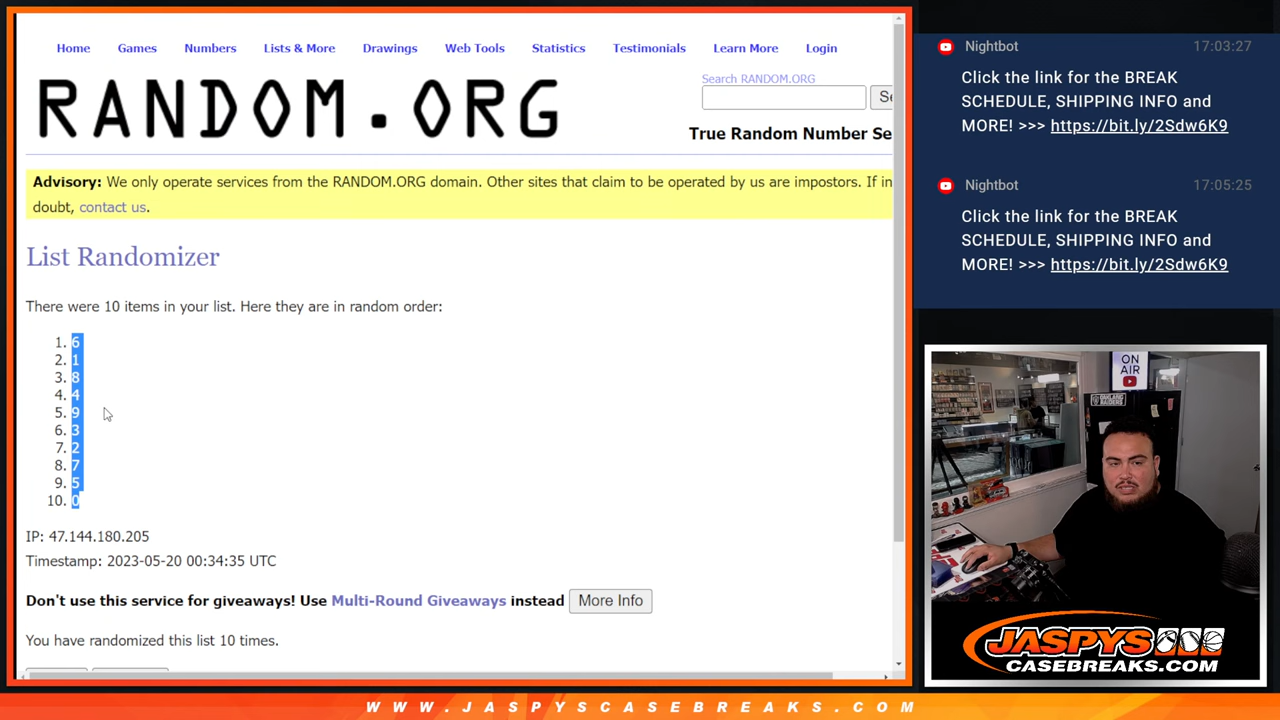 Home Games Numbers Lists & More Drawings Web Tools Statistics Testimonials Learn More Login
RANDOM.ORG
Search RANDOM.ORG
True Random Number Se
Advisory: We only operate services from the RANDOM.ORG domain. Other sites that claim to be operated by us are impostors. If in
doubt, contact us.
List Randomizer
There were 10 items in your list. Here they are in random order:
1. 6
2. 1
3. 8
4. 4
5. 9
6. 3
7. 2
8. 7
9. 5
10. 0
IP: 47.144.180.205
Timestamp: 2023-05-20 00:34:35 UTC
Don't use this service for giveaways! Use Multi-Round Giveaways instead More Info
You have randomized this list 10 times.
Nightbot 17:03:27
Click the link for the BREAK
SCHEDULE, SHIPPING INFO and
MORE! >>> https://bit.ly/2Sdw6K9
Nightbot 17:05:25
Click the link for the BREAK
SCHEDULE, SHIPPING INFO and
MORE! >>> https://bit.ly/2Sdw6K9
ON
AIR
JASPYS
CASEBREAKS.COM
WWW.JASPYSCASEBREAKS.COM